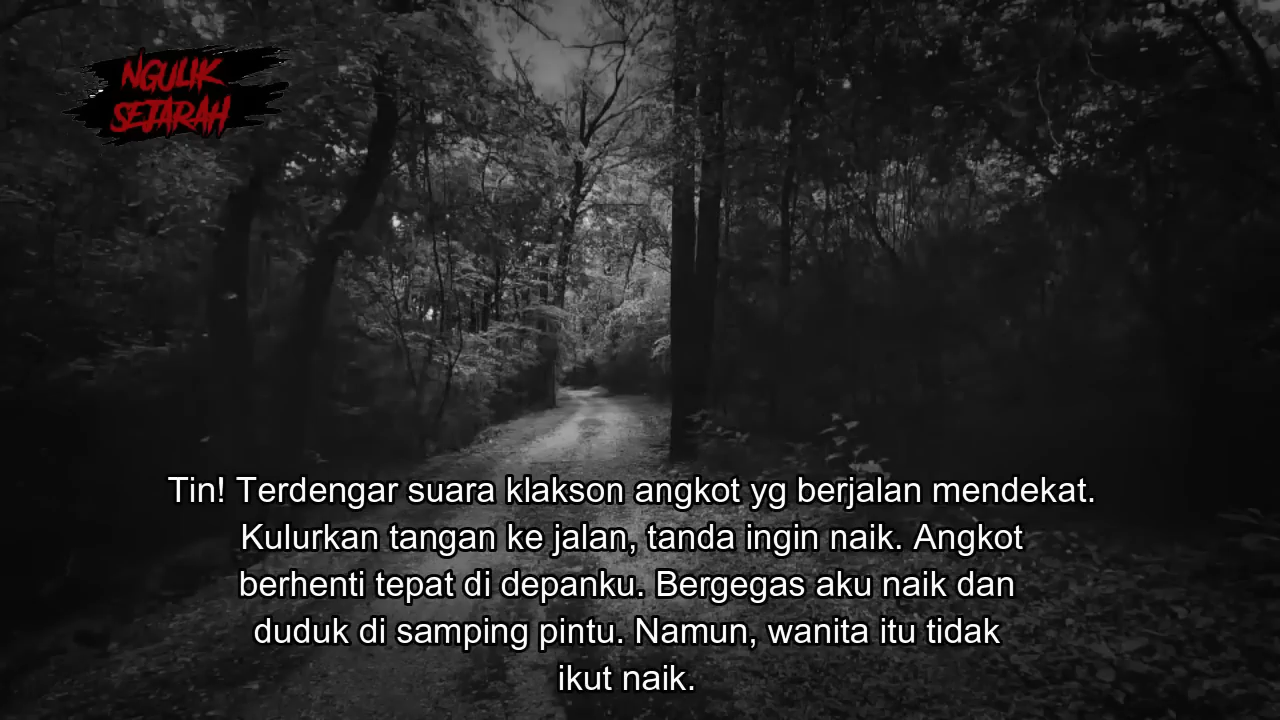 NGULIK
SEJARAH
Tin! Terdengar suara klakson angkot yg berjalan mendekat.
Kulurkan tangan ke jalan, tanda ingin naik. Angkot
berhenti tepat di depanku. Bergegas aku naik dan
duduk di samping pintu. Namun, wanita itu tidak
ikut naik.